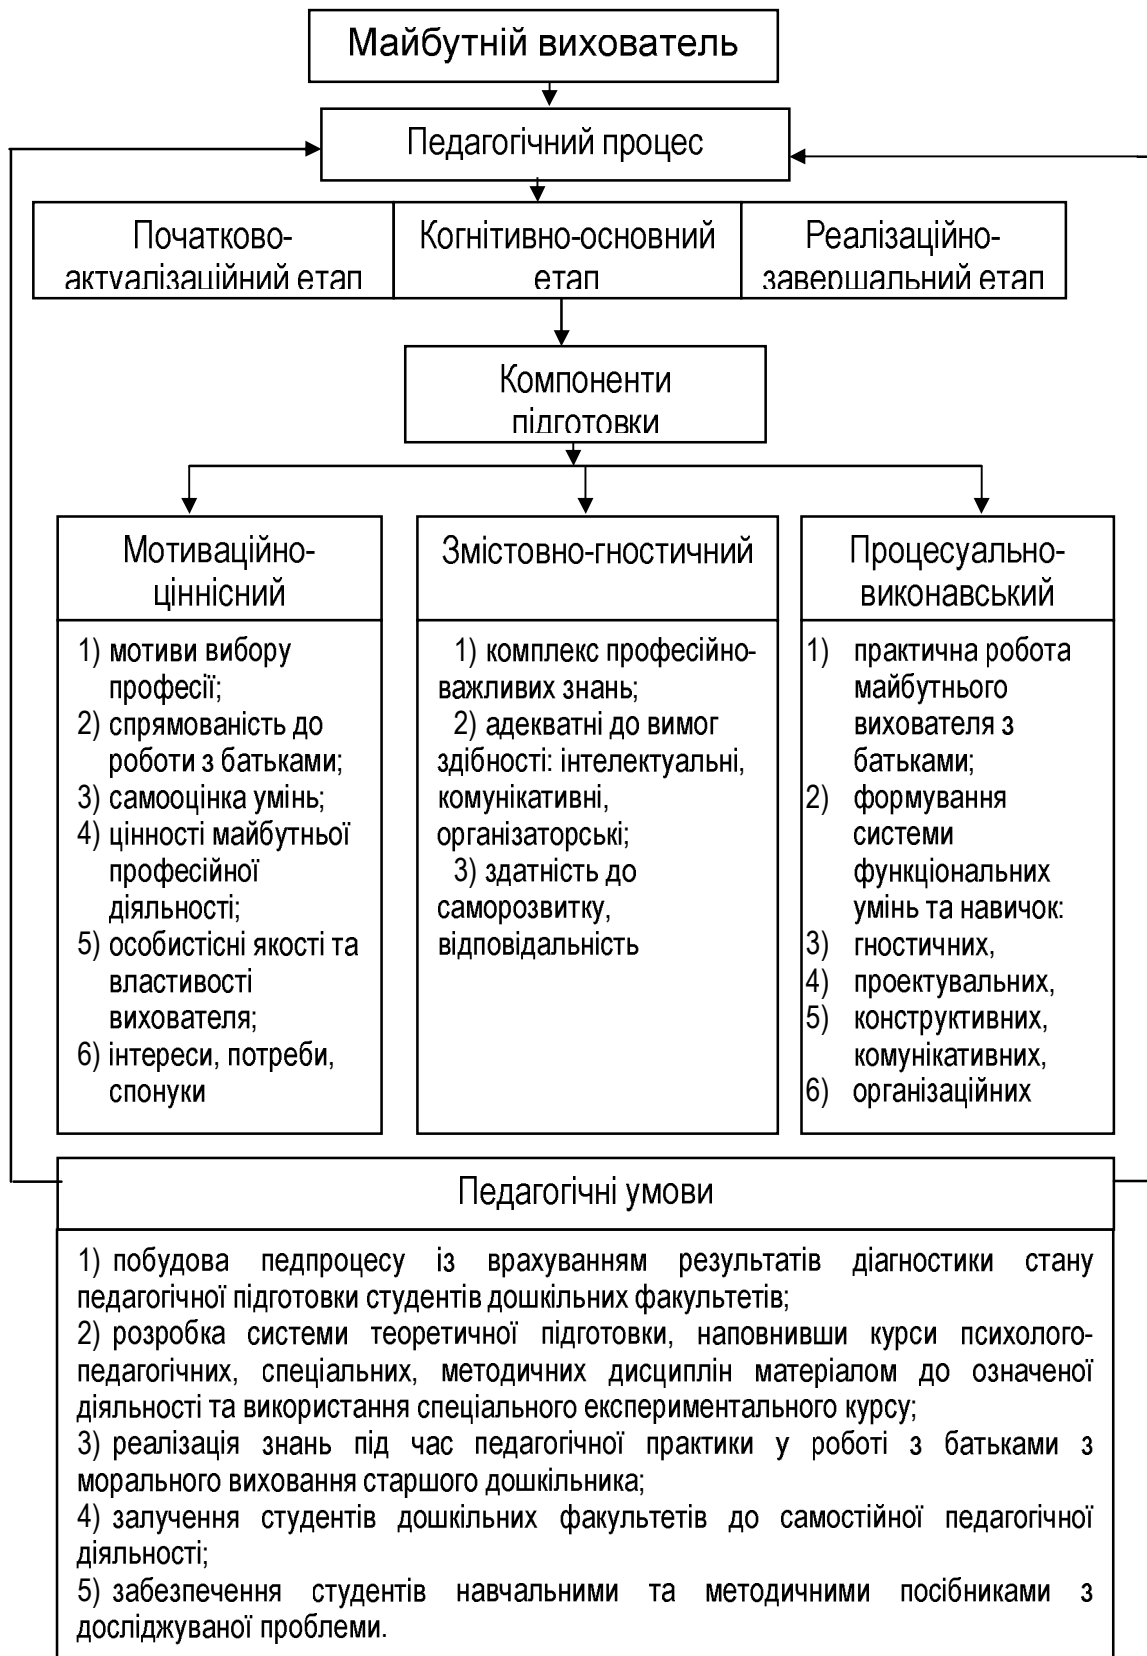 Майбутній вихователь
Педагогічний процес
Початково-
актуалізаційний етап
Когнітивно-основний
етап
Реалізаційно-
завершальний етап
Компоненти
підготовки
Мотиваційно-
ціннісний
1) мотиви вибору
професії;
2) спрямованість до
роботи з батьками;
3) самооцінка умінь;
4) цінності майбутньої
професійної
діяльності;
5) особистісні якості та
властивості
вихователя;
6) інтереси, потреби,
спонуки
Змістовно-гностичний
1) комплекс професійно-
важливих знань;
2) адекватні до вимог
здібності: інтелектуальні,
комунікативні,
організаторські;
3) здатність до
саморозвитку,
відповідальність
Процесуально-
виконавський
1) практична робота
майбутнього
вихователя з
батьками;
2) формування
системи
функціональних
умінь та навичок:
3) гностичних,
4) проектувальних,
5) конструктивних,
комунікативних,
6) організаційних
Педагогічні умови
1) побудова педпроцесу із врахуванням результатів діагностики стану
педагогічної підготовки студентів дошкільних факультетів;
2) розробка системи теоретичної підготовки, наповнивши курси психолого-
педагогічних, спеціальних, методичних дисциплін матеріалом до означеної
діяльності та використання спеціального експериментального курсу;
3) реалізація знань під час педагогічної практики у роботі з батьками з
морального виховання старшого дошкільника;
4) залучення студентів дошкільних факультетів до самостійної педагогічної
діяльності;
5) забезпечення студентів навчальними та методичними посібниками з
досліджуваної проблеми.